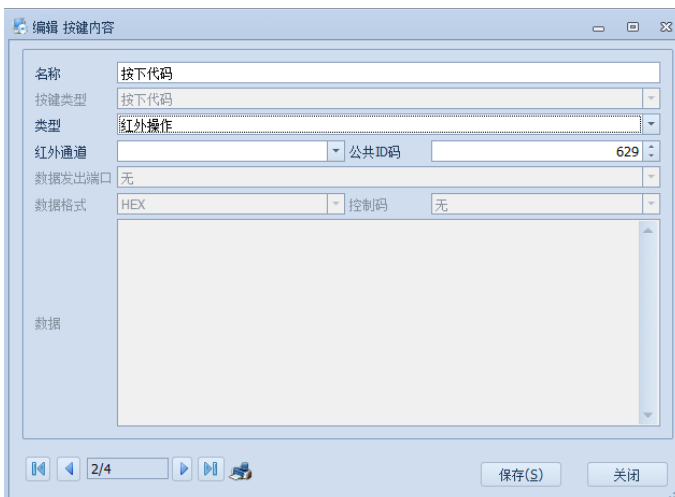 编辑 按键内容
名称 按下代码
按键类型 按下代码
类型 红外操作
红外通道 公共ID码 629
数据发出端口 无
数据格式 HEX 控制码 无
数据
2/4 保存(S) 关闭